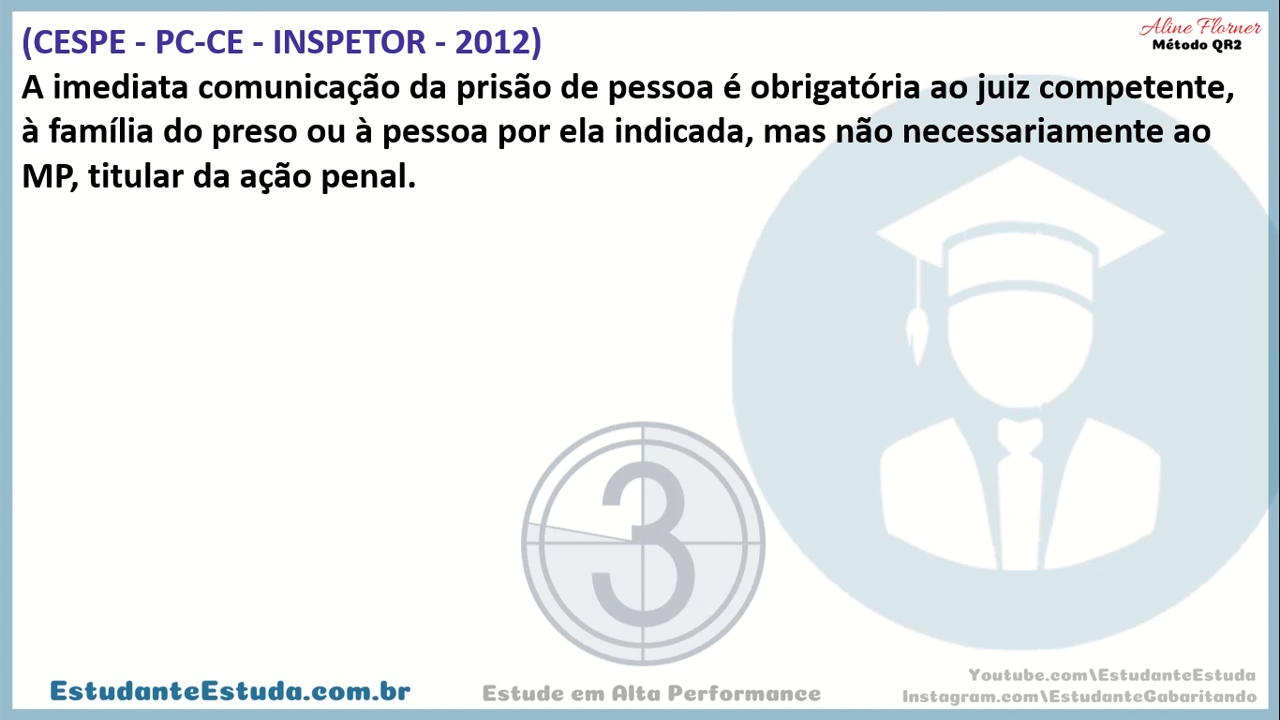 (CESPE - PC-CE - INSPETOR - 2012)
Aline Florner
Método QR2
A imediata comunicação da prisão de pessoa é obrigatória ao juiz competente,
à família do preso ou à pessoa por ela indicada, mas não necessariamente ao
MP, titular da ação penal.
3
EstudanteEstuda.com.br
Estude em Alta Performance
Youtube.com\EstudanteEstuda
Instagram.com\EstudanteGabaritando